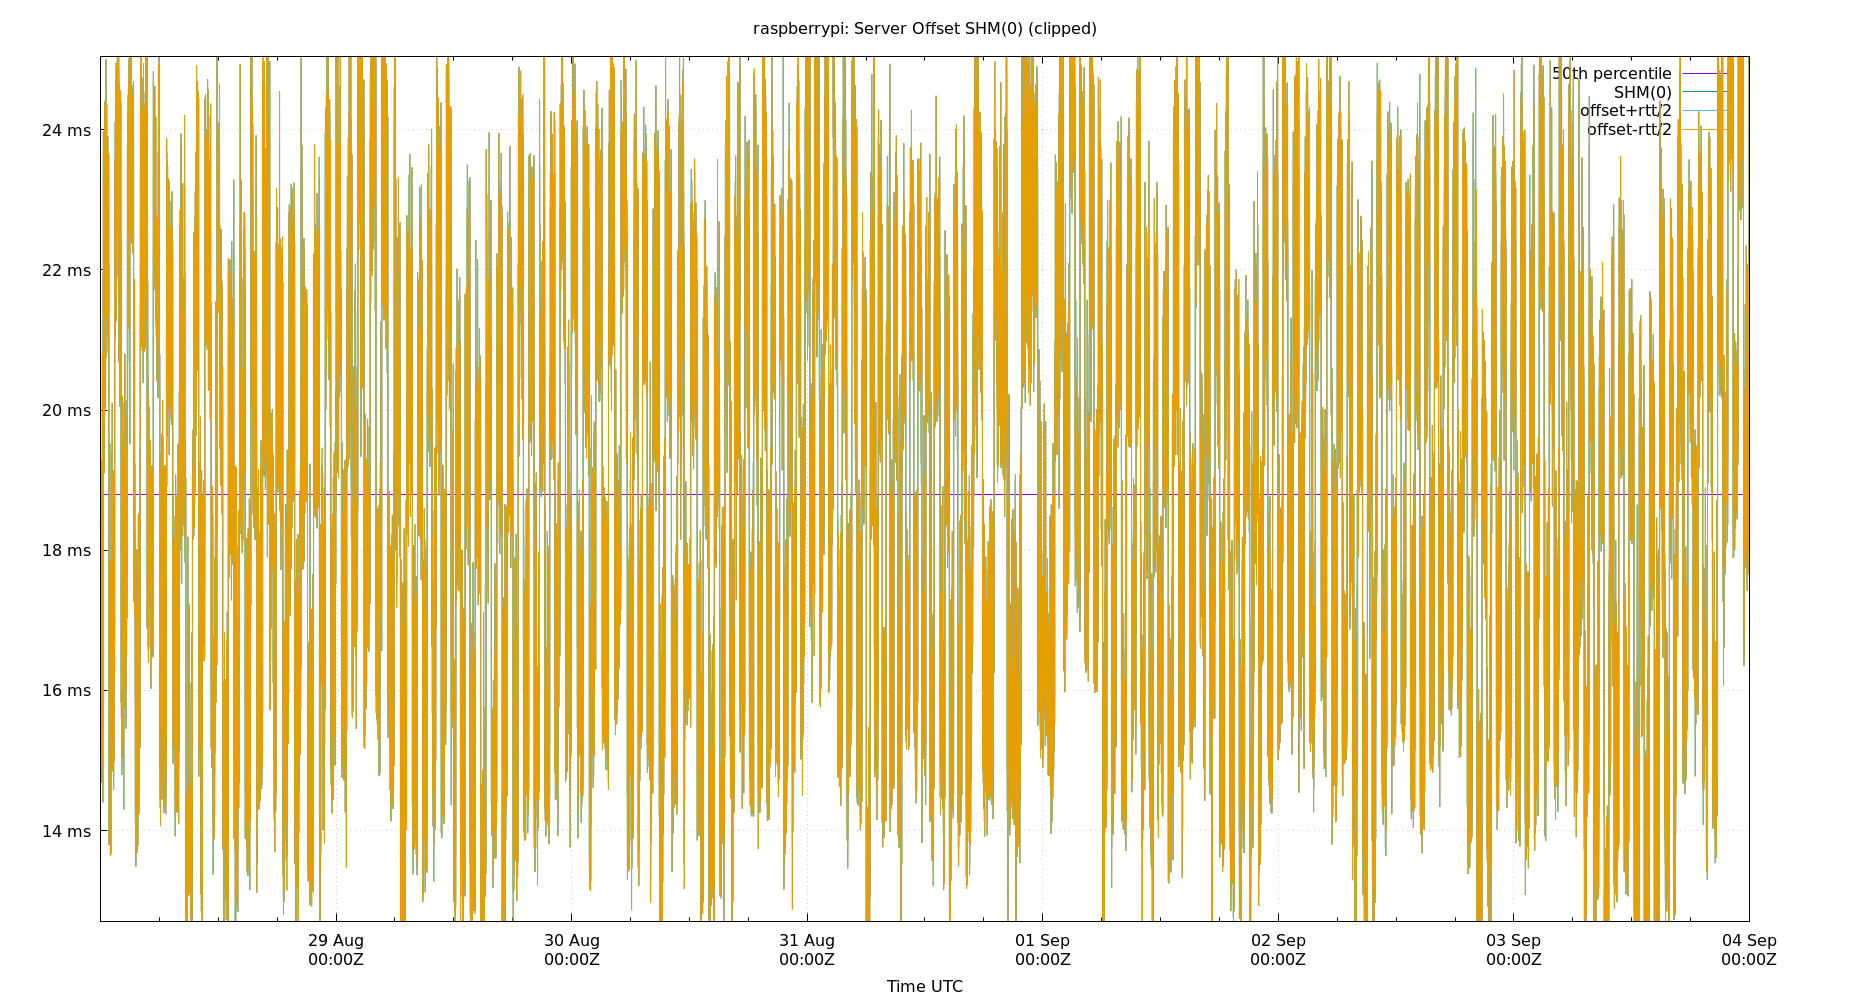 raspberrypi: Server Offset SHM(0) (clipped)
50th percentile
SHM(0)
offset+rtt/2
offset-rtt/2
24 ms
22 ms
20 ms
18 ms
16 ms
14 ms
29 Aug
00:00Z
30 Aug
00:00Z
31 Aug
00:00Z
01 Sep
00:00Z
02 Sep
00:00Z
03 Sep
00:00Z
04 Sep
00:00Z
Time UTC